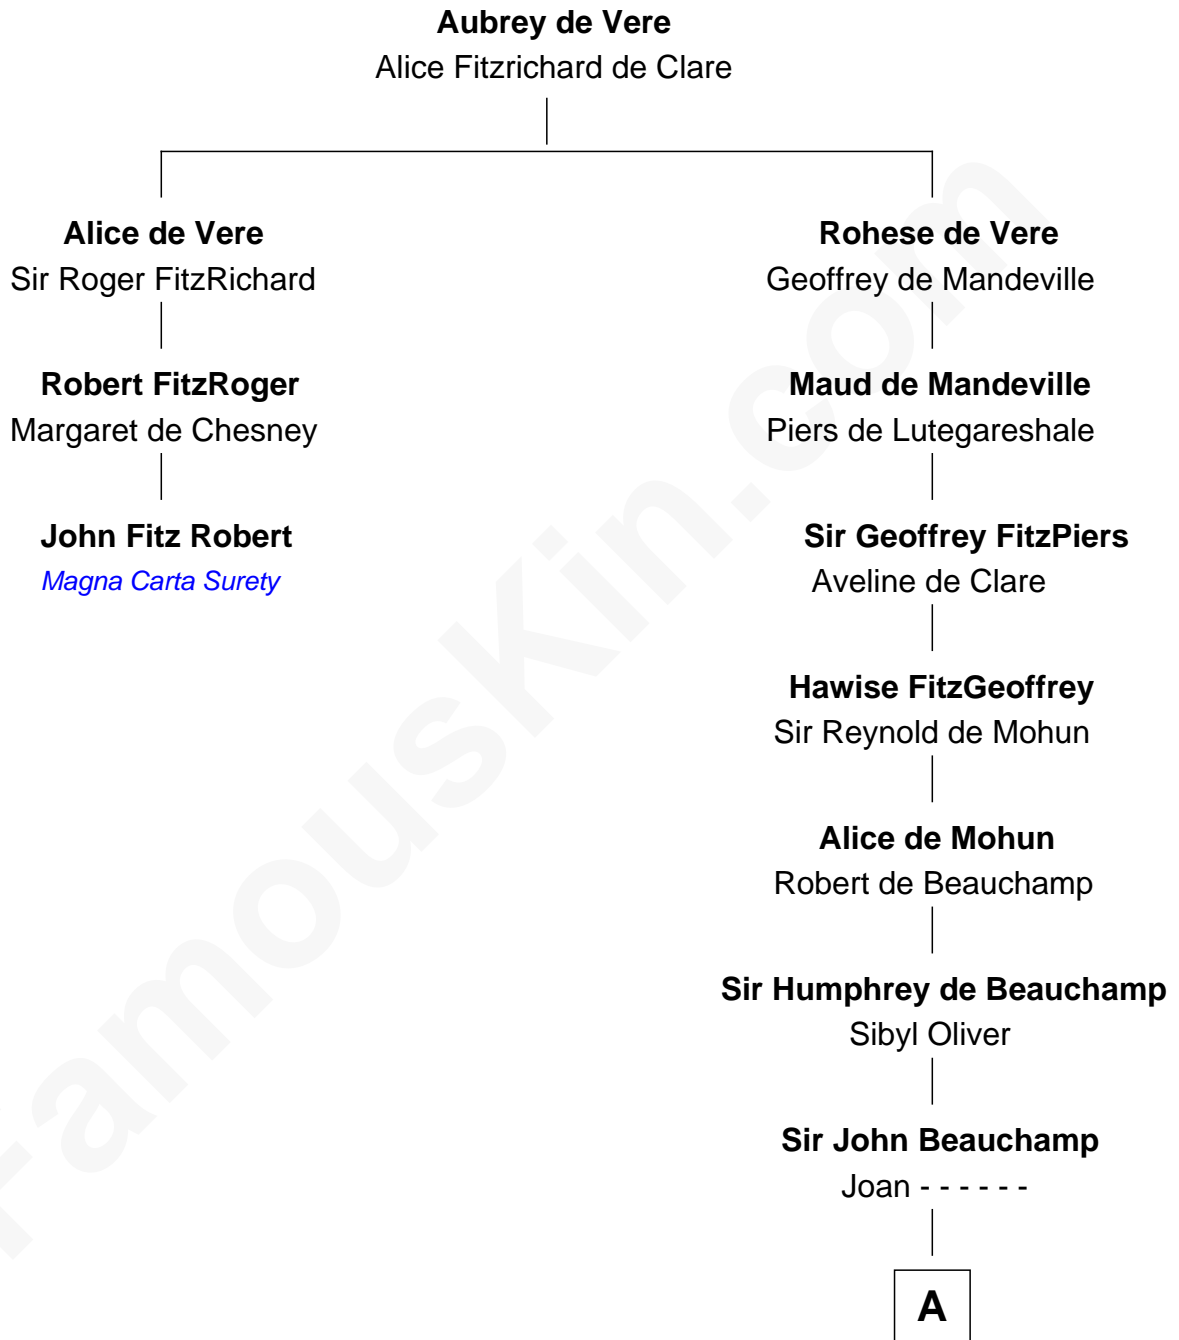 Aubrey de Vere
Alice Fitzrichard de Clare
Alice de Vere
Sir Roger FitzRichard
Rohese de Vere
Geoffrey de Mandeville
Robert FitzRoger
Margaret de Chesney
Maud de Mandeville
Piers de Lutegareshale
John Fitz Robert
Magna Carta Surety
Sir Geoffrey FitzPiers
Aveline de Clare
Hawise FitzGeoffrey
Sir Reynold de Mohun
Alice de Mohun
Robert de Beauchamp
Sir Humphrey de Beauchamp
Sibyl Oliver
Sir John Beauchamp
Joan - - - - - -
A
FamousKin.com